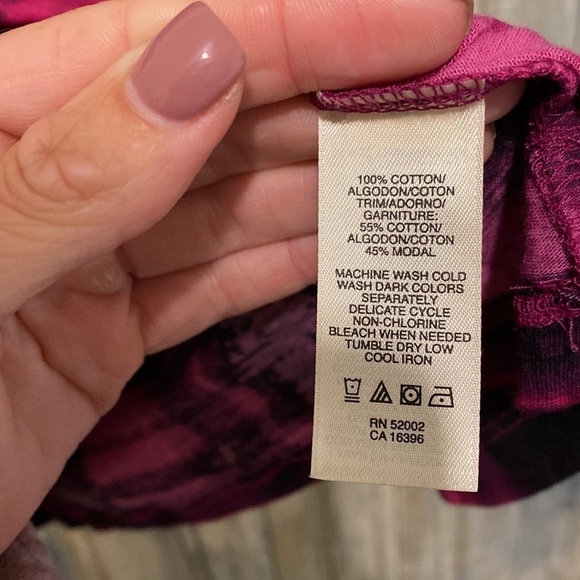 100% COTTON/
ALGODON/COTON
TRIM/ADORNO/
GARNITURE:
55% COTTON/
ALGODON/COTON
45% MODAL
MACHINE WASH COLD
WASH DARK COLORS
SEPARATELY
DELICATE CYCLE
NON-CHLORINE
BLEACH WHEN NEEDED
TUMBLE DRY LOW
COOL IRON
RN 52002
CA 16396